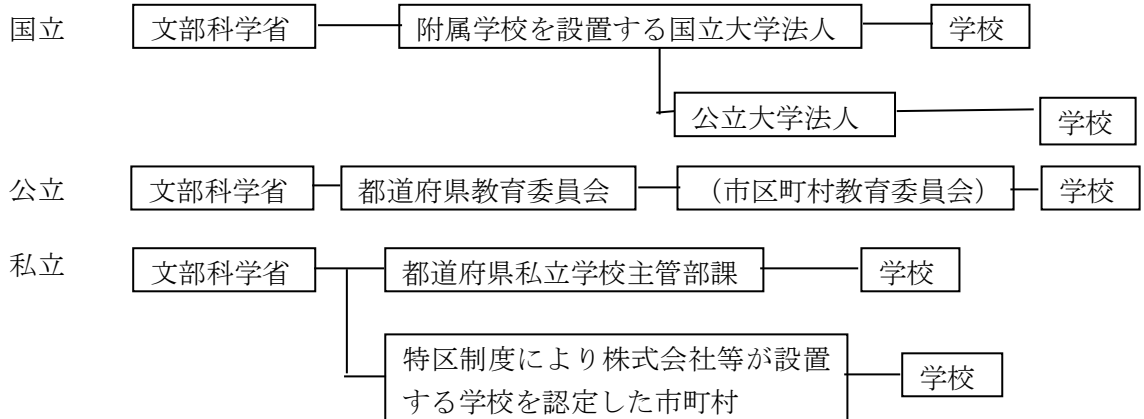 国立 文部科学省 附属学校を設置する国立大学法人 学校
公立大学法人 学校
公立 文部科学省 都道府県教育委員会 （市区町村教育委員会） 学校
私立 文部科学省 都道府県私立学校主管部課 学校
特区制度により株式会社等が設置
する学校を認定した市町村 学校